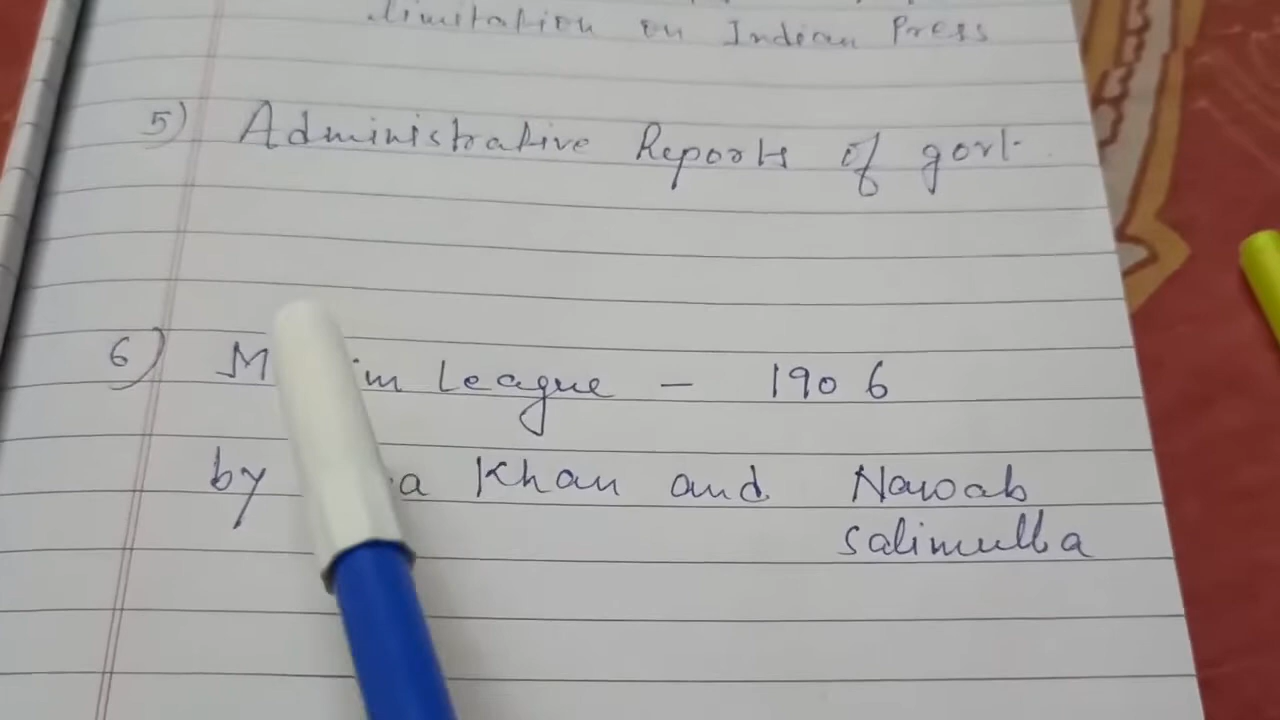 limitation on Indian Press
5) Administrative Reports of govt.
6) M im League - 1906
by a Khan and Nawab
Salimulla